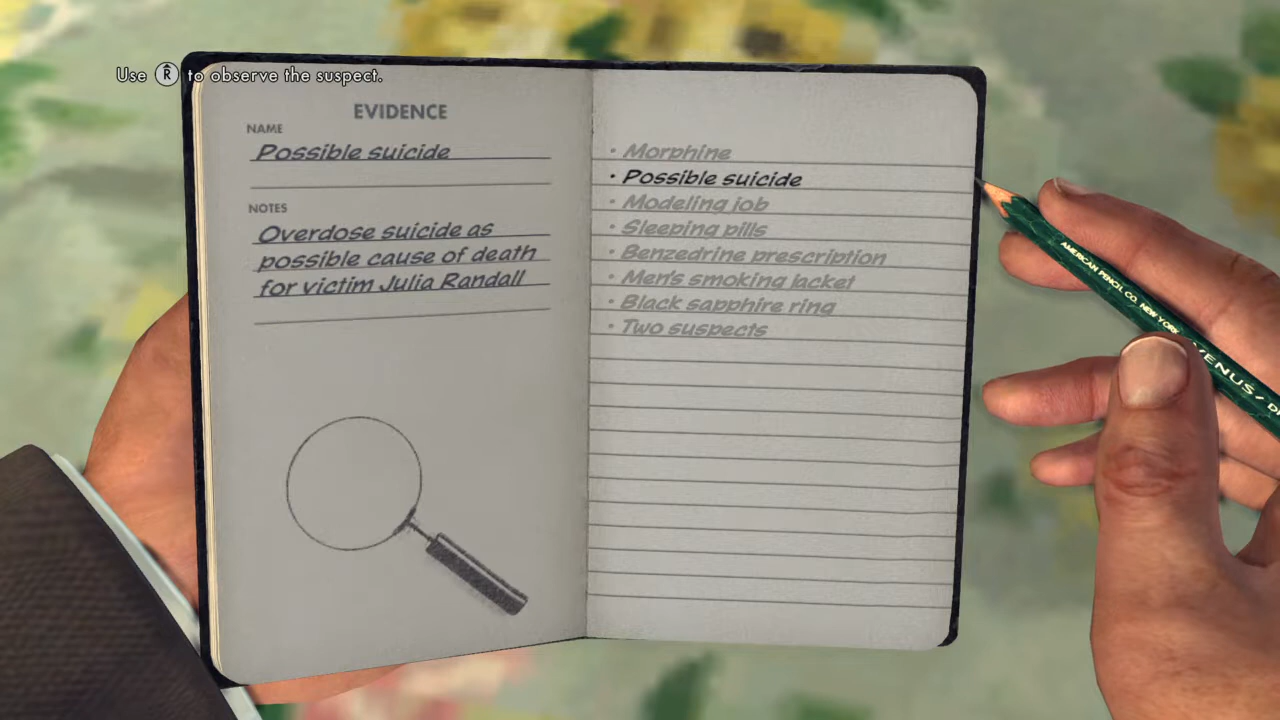 Use R to observe the suspect.
EVIDENCE
NAME
Possible suicide
NOTES
Overdose suicide as
possible cause of death
for victim Julia Randall
· Morphine
· Possible suicide
· Modeling job
· Sleeping pills
· Benzedrine prescription
· Men's smoking jacket
· Black sapphire ring
· Two suspects
AMERICAN PENCIL CO. NEW YORK
VENUS